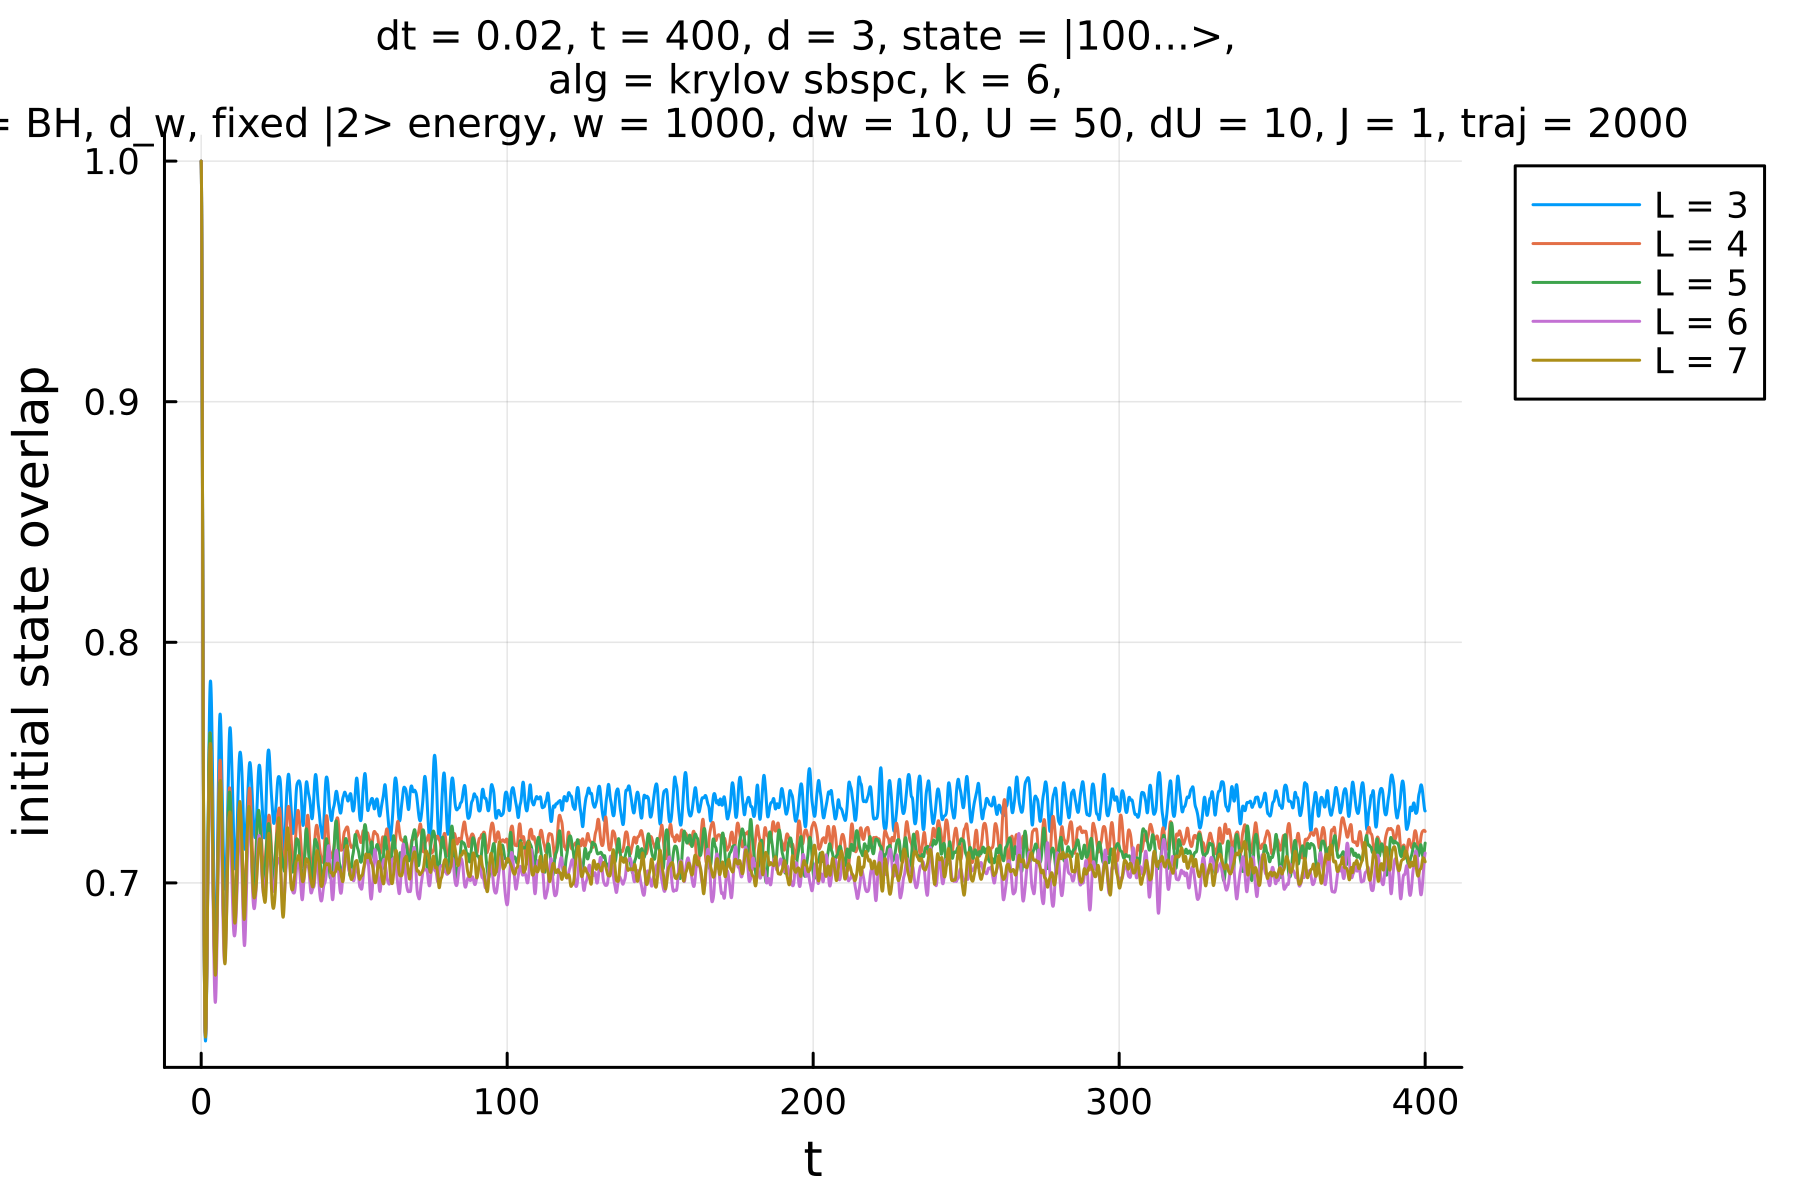 dt = 0.02, t = 400, d = 3, state = |100...>,
alg = krylov sbspc, k = 6,
= BH, d_w, fixed |2> energy, w = 1000, dw = 10, U = 50, dU = 10, J = 1, traj = 2000
1.0
0.9
0.8
0.7
initial state overlap
0 100 200 300 400
t
L = 3
L = 4
L = 5
L = 6
L = 7